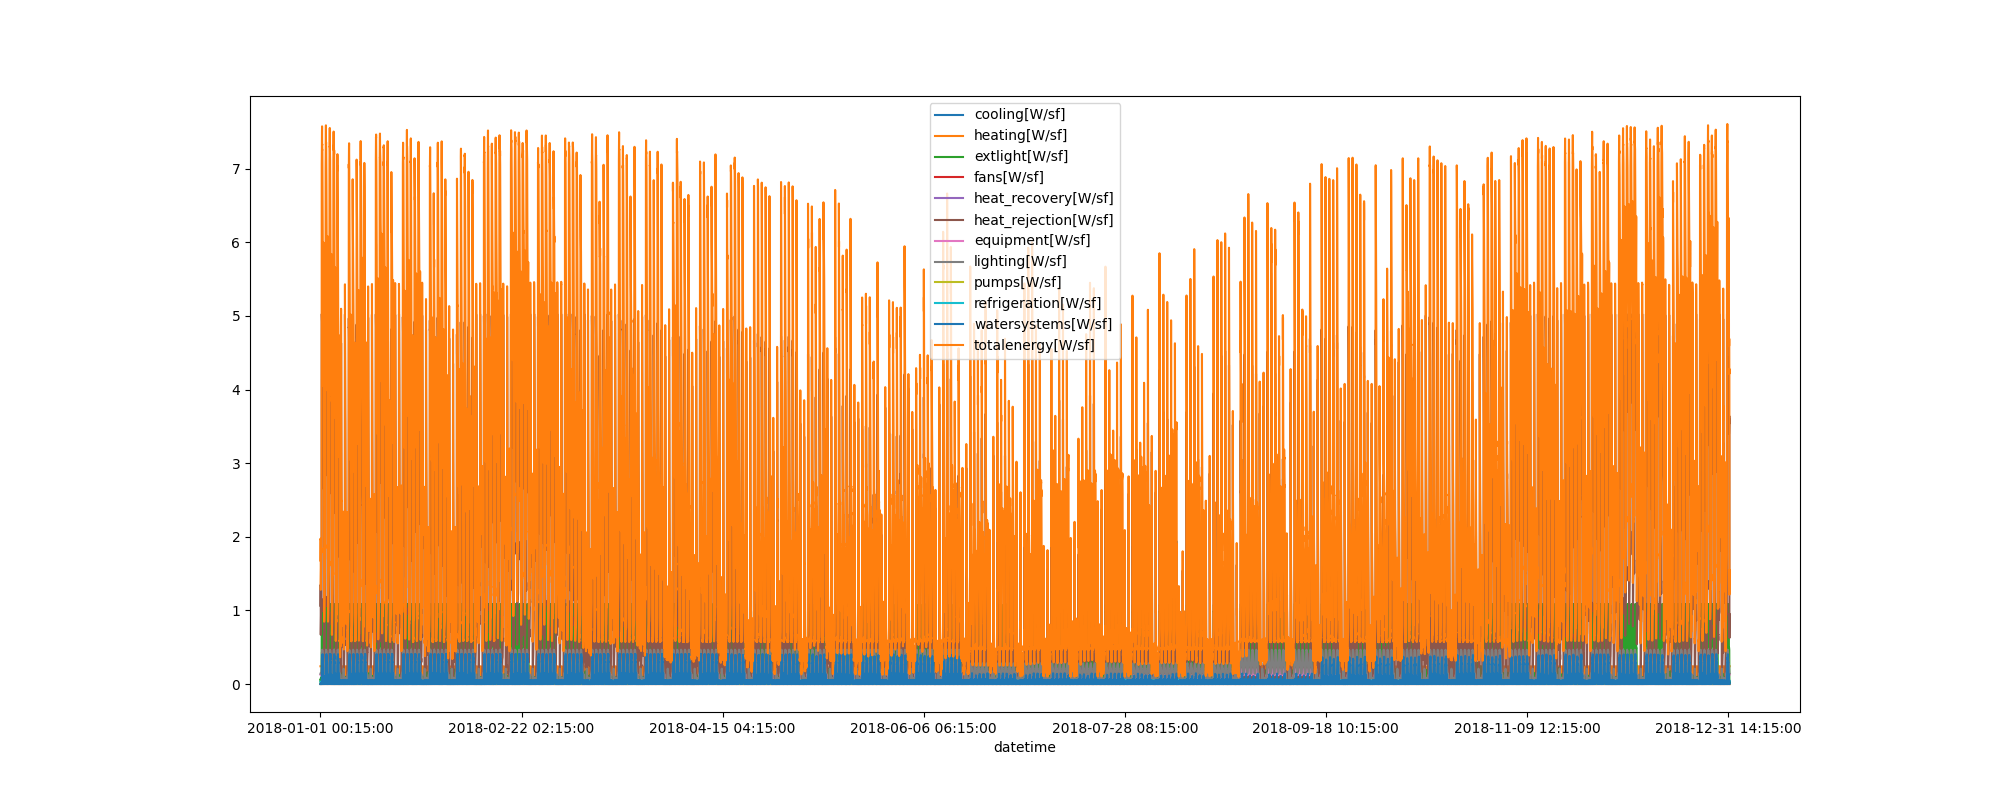 cooling[W/sf]
heating[W/sf]
extlight[W/sf]
fans[W/sf]
heat_recovery[W/sf]
heat_rejection[W/sf]
equipment[W/sf]
lighting[W/sf]
pumps[W/sf]
refrigeration[W/sf]
watersystems[W/sf]
totalenergy[W/sf]
7
6
5
4
3
2
1
0
2018-01-01 00:15:00 2018-02-22 02:15:00 2018-04-15 04:15:00 2018-06-06 06:15:00 2018-07-28 08:15:00 2018-09-18 10:15:00 2018-11-09 12:15:00 2018-12-31 14:15:00
datetime